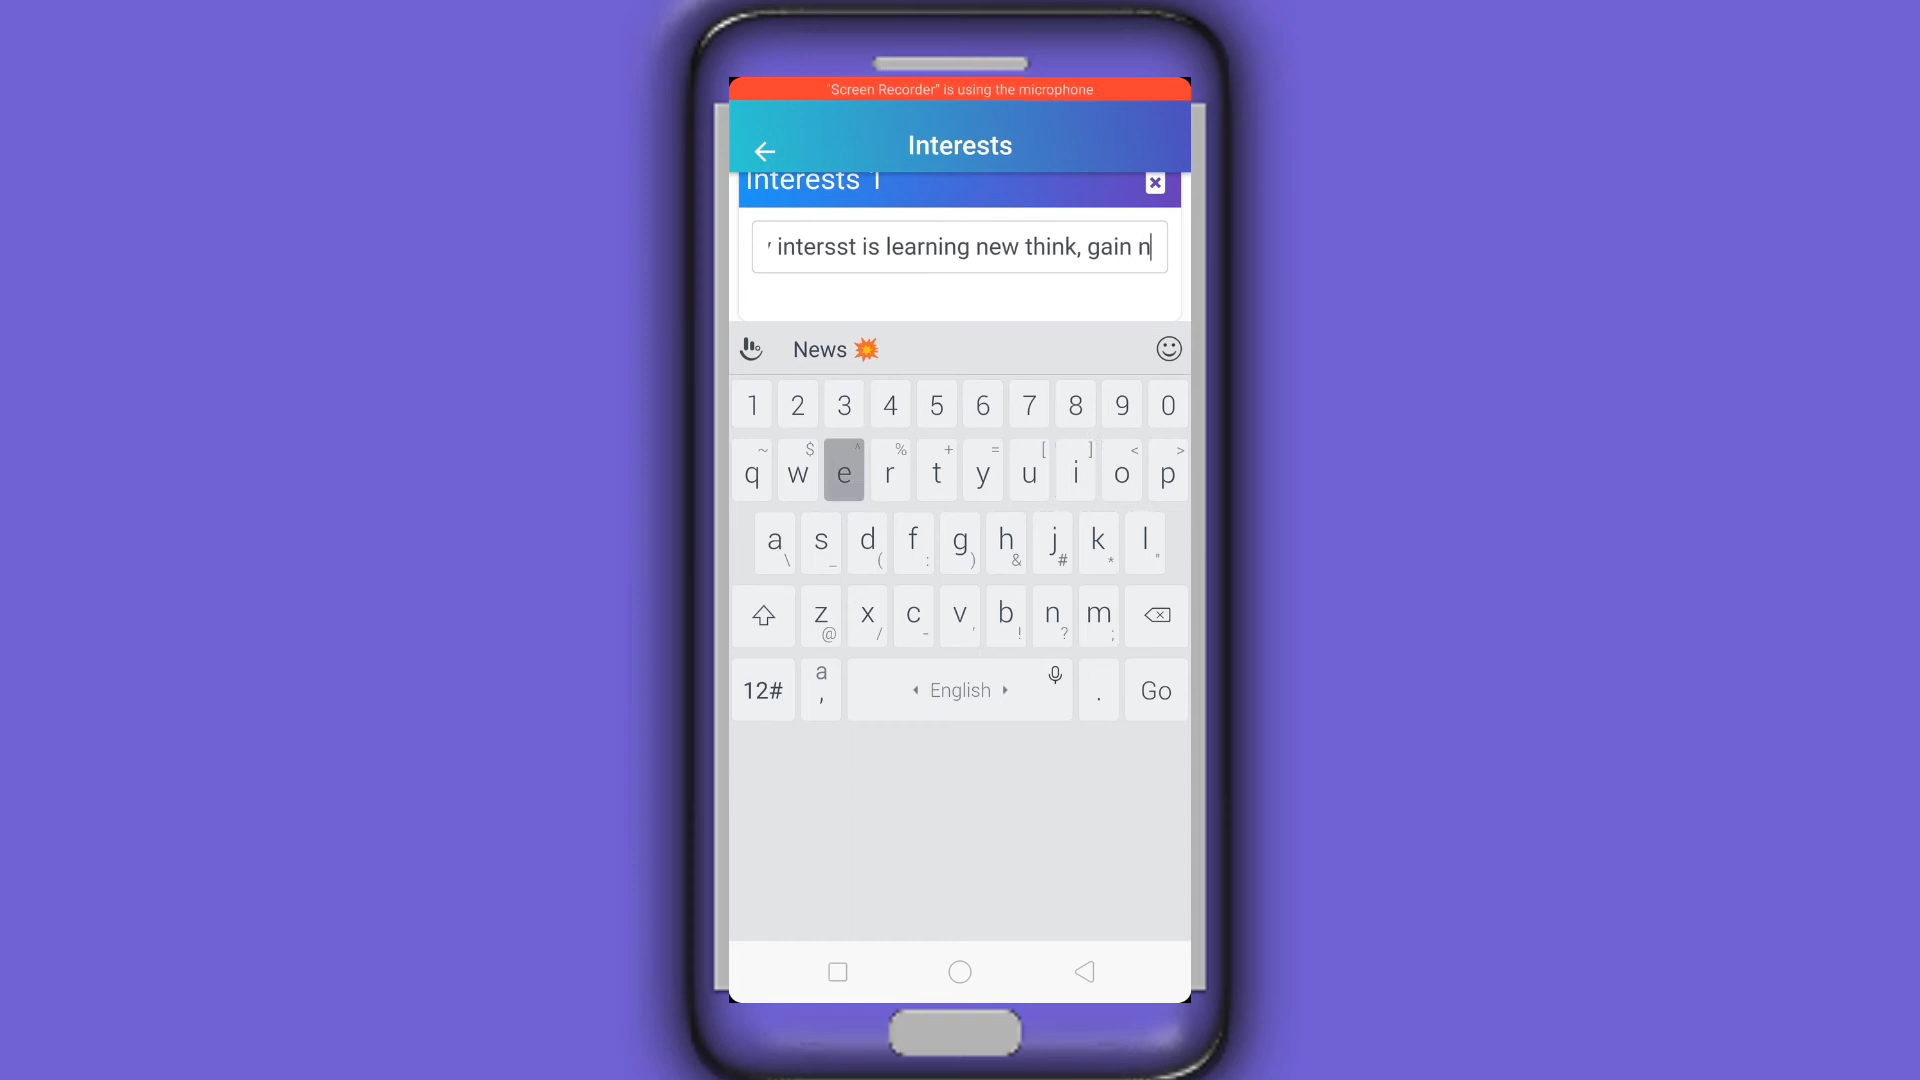 "Screen Recorder" is using the microphone
Interests
Interests 1
intersst is learning new think, gain n
News 💥
1 2 3 4 5 6 7 8 9 0
~ $ ^ % + = [ ] < >
q w e r t y u i o p
a s d f g h j k l
\ _ ( : ) & # * "
z x c v b n m
@ / - ' ! ? ;
12# a , English . Go